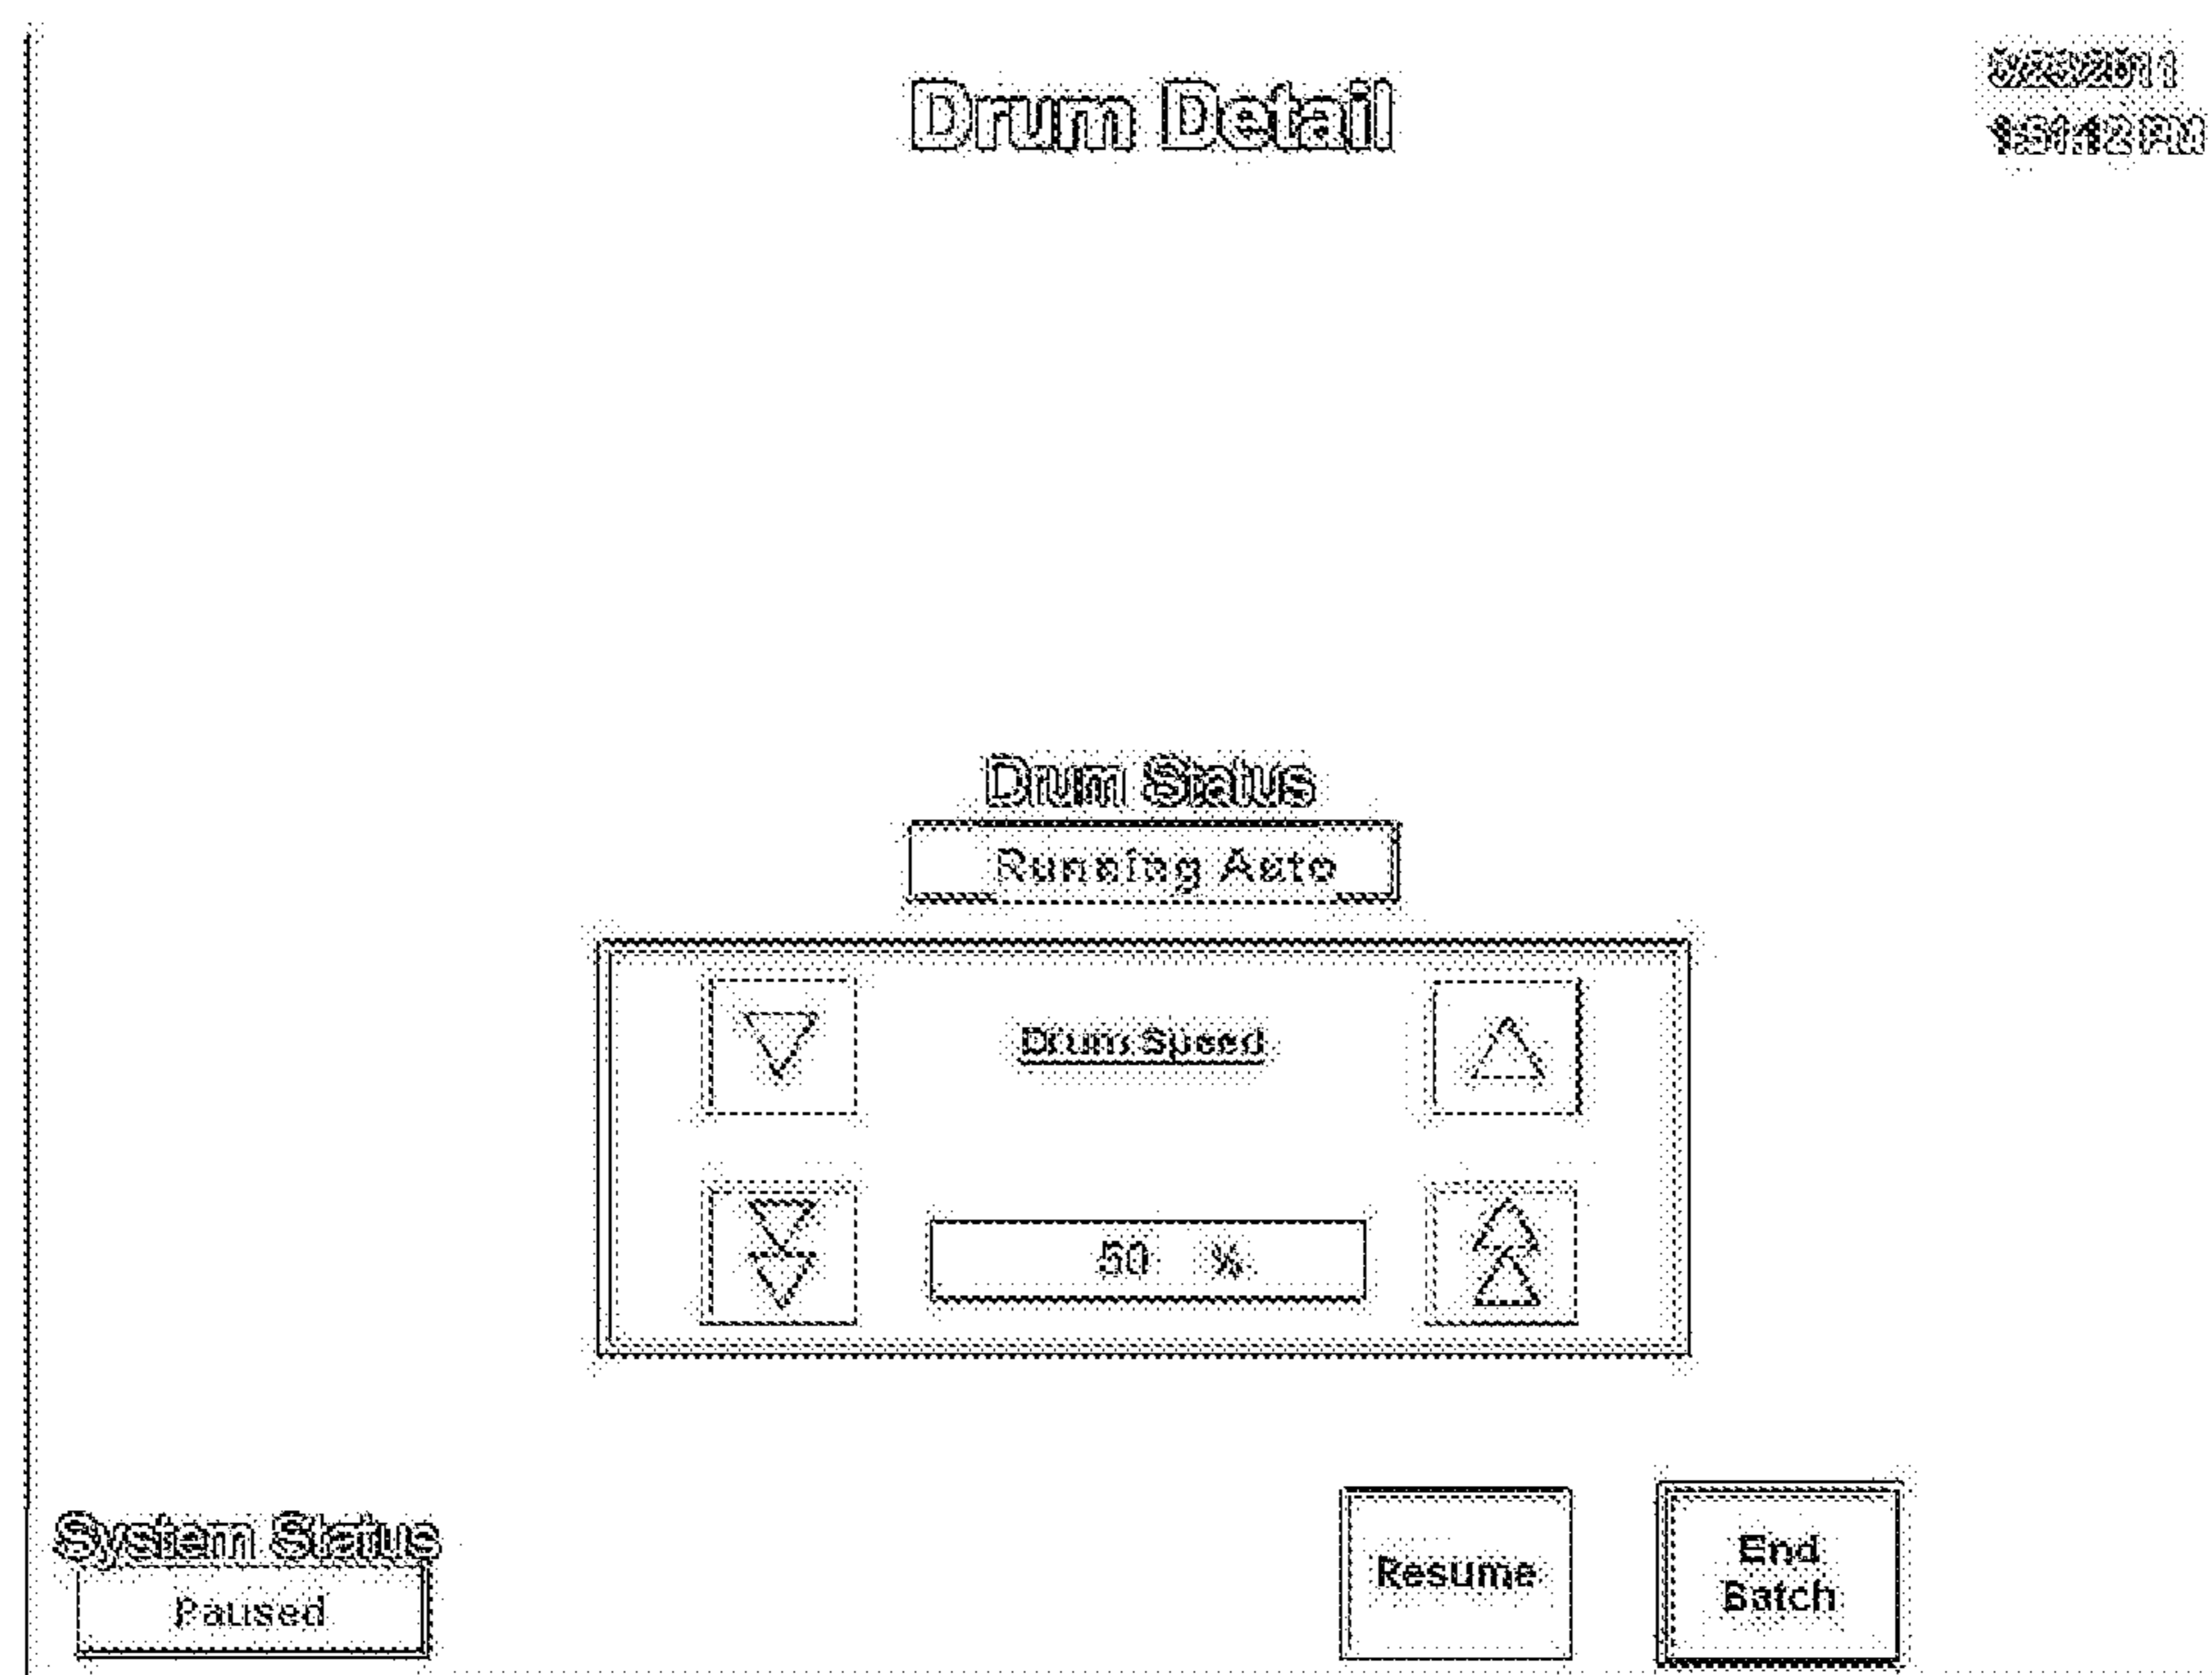 Drum Detail
Drum Status
Running Auto
Drum Speed
50 %
System Status
Paused
Resume
End
Batch